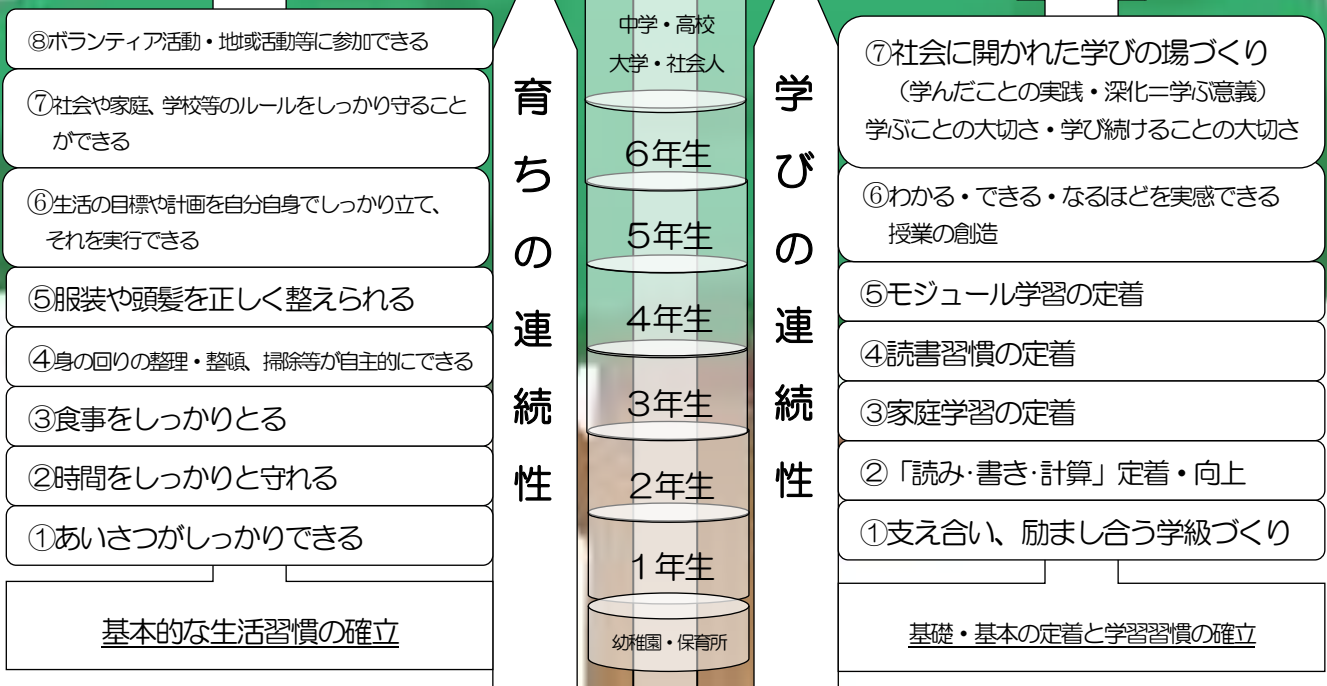 ⑧ボランティア活動・地域活動等に参加できる
⑦社会や家庭、学校等のルールをしっかり守ること
ができる
⑥生活の目標や計画を自分自身でしっかり立て、
それを実行できる
⑤服装や頭髪を正しく整えられる
④身の回りの整理・整頓、掃除等が自主的にできる
③食事をしっかりとる
②時間をしっかりと守れる
①あいさつがしっかりできる
基本的な生活習慣の確立
育ちの連続性
中学・高校
大学・社会人
６年生
５年生
４年生
３年生
２年生
１年生
幼稚園・保育所
学びの連続性
⑦社会に開かれた学びの場づくり
（学んだことの実践・深化＝学ぶ意義）
学ぶことの大切さ・学び続けることの大切さ
⑥わかる・できる・なるほどを実感できる
授業の創造
⑤モジュール学習の定着
④読書習慣の定着
③家庭学習の定着
②「読み・書き・計算」定着・向上
①支え合い、励まし合う学級づくり
基礎・基本の定着と学習習慣の確立